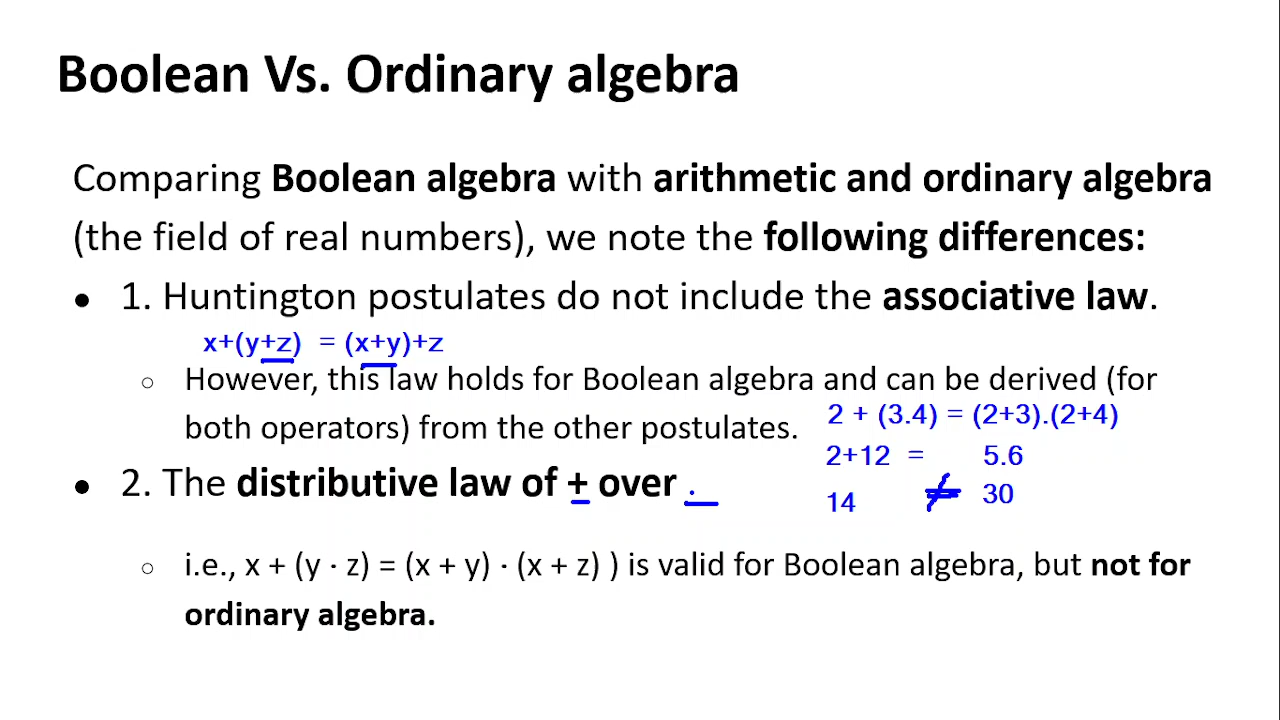 Boolean Vs. Ordinary algebra
Comparing Boolean algebra with arithmetic and ordinary algebra
(the field of real numbers), we note the following differences:
● 1. Huntington postulates do not include the associative law.
x+(y+z) = (x+y)+z
○ However, this law holds for Boolean algebra and can be derived (for
both operators) from the other postulates.
2 + (3.4) = (2+3).(2+4)
2+12 = 5.6
14 ≠ 30
● 2. The distributive law of + over .
○ i.e., x + (y · z) = (x + y) · (x + z) ) is valid for Boolean algebra, but not for
ordinary algebra.